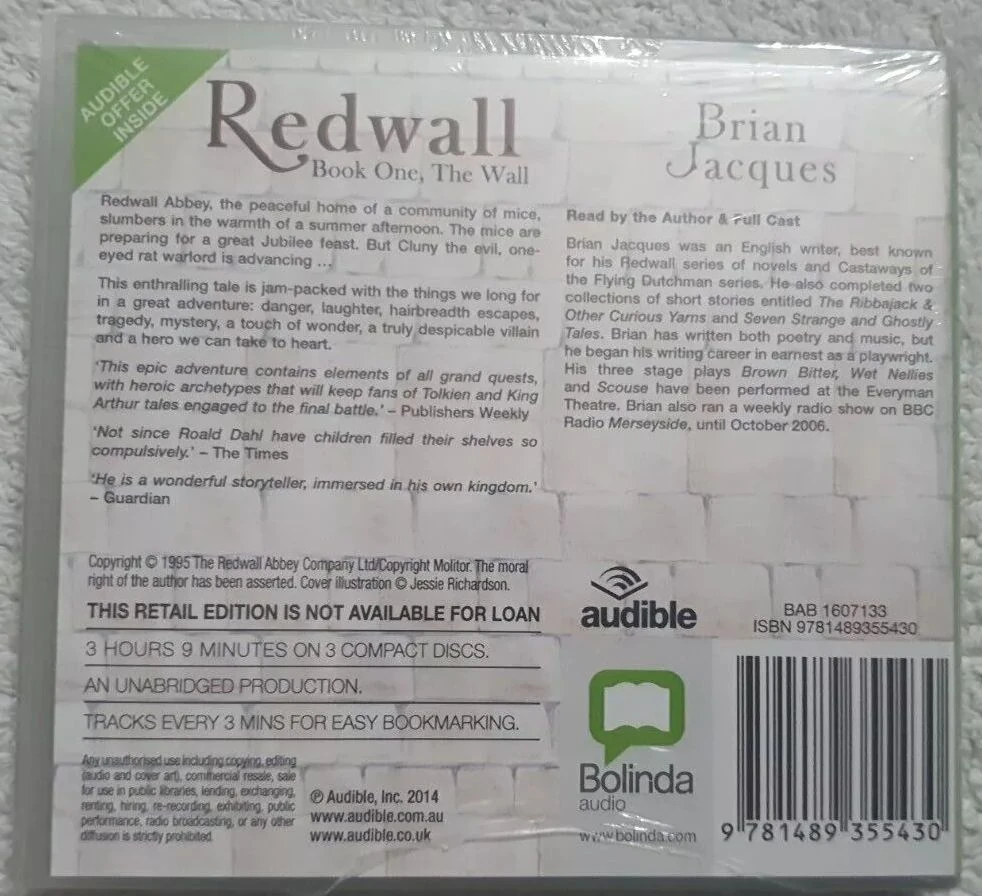 AUDIBLE
OFFER
INSIDE
Redwall
Book One, The Wall
Brian
Jacques
Redwall Abbey, the peaceful home of a community of mice,
slumbers in the warmth of a summer afternoon. The mice are
preparing for a great Jubilee feast. But Cluny the evil, one-
eyed rat warlord is advancing ...
This enthralling tale is jam-packed with the things we long for
in a great adventure: danger, laughter, hairbreadth escapes,
tragedy, mystery, a touch of wonder, a truly despicable villain
and a hero we can take to heart.
‘This epic adventure contains elements of all grand quests,
with heroic archetypes that will keep fans of Tolkien and King
Arthur tales engaged to the final battle.’ – Publishers Weekly
‘Not since Roald Dahl have children filled their shelves so
compulsively.’ – The Times
‘He is a wonderful storyteller, immersed in his own kingdom.’
– Guardian
Read by the Author & Full Cast
Brian Jacques was an English writer, best known
for his Redwall series of novels and Castaways of
the Flying Dutchman series. He also completed two
collections of short stories entitled The Ribbajack &
Other Curious Yarns and Seven Strange and Ghostly
Tales. Brian has written both poetry and music, but
he began his writing career in earnest as a playwright.
His three stage plays Brown Bitter, Wet Nellies
and Scouse have been performed at the Everyman
Theatre. Brian also ran a weekly radio show on BBC
Radio Merseyside, until October 2006.
Copyright © 1995 The Redwall Abbey Company Ltd/Copyright Molitor. The moral
right of the author has been asserted. Cover illustration © Jessie Richardson.
THIS RETAIL EDITION IS NOT AVAILABLE FOR LOAN
3 HOURS 9 MINUTES ON 3 COMPACT DISCS.
AN UNABRIDGED PRODUCTION.
TRACKS EVERY 3 MINS FOR EASY BOOKMARKING.
Any unauthorised use including copying, editing
(audio and cover art), commercial resale, sale
for use in public libraries, lending, exchanging,
renting, hiring, re-recording, exhibiting, public
performance, radio broadcasting, or any other
diffusion is strictly prohibited.
℗ Audible, Inc. 2014
www.audible.com.au
www.audible.co.uk
audible
BAB 1607133
ISBN 9781489355430
Bolinda
audio
www.bolinda.com
9 781489 355430